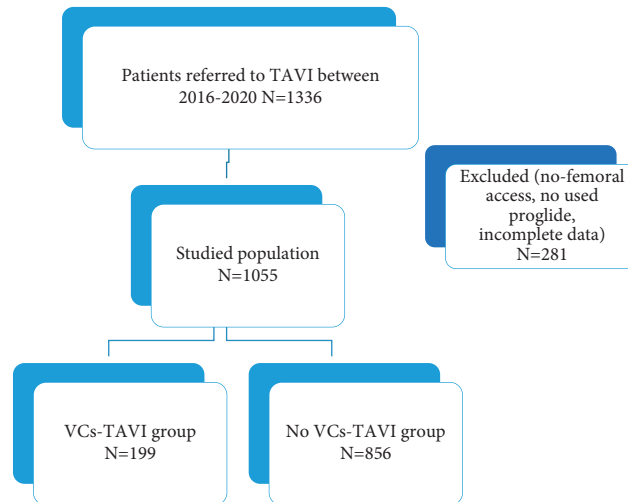 Patients referred to TAVI between
2016-2020 N=1336
Excluded (no-femoral
access, no used
proglide,
incomplete data)
N=281
Studied population
N=1055
VCs-TAVI group
N=199
No VCs-TAVI group
N=856